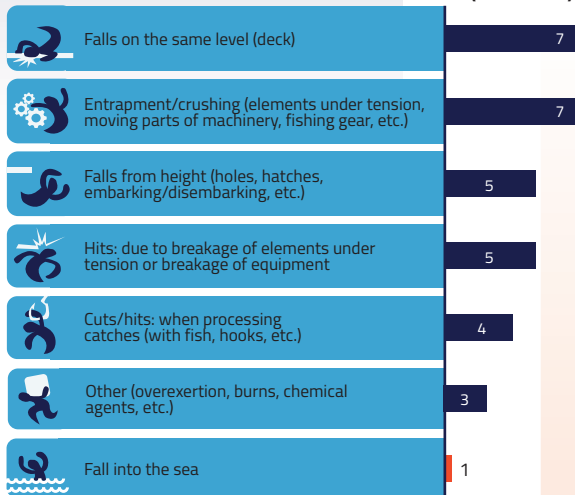 Falls on the same level (deck)
7
Entrapment/crushing (elements under tension,
moving parts of machinery, fishing gear, etc.)
7
Falls from height (holes, hatches,
embarking/disembarking, etc.)
5
Hits: due to breakage of elements under
tension or breakage of equipment
5
Cuts/hits: when processing
catches (with fish, hooks, etc.)
4
Other (overexertion, burns, chemical
agents, etc.)
3
Fall into the sea
1